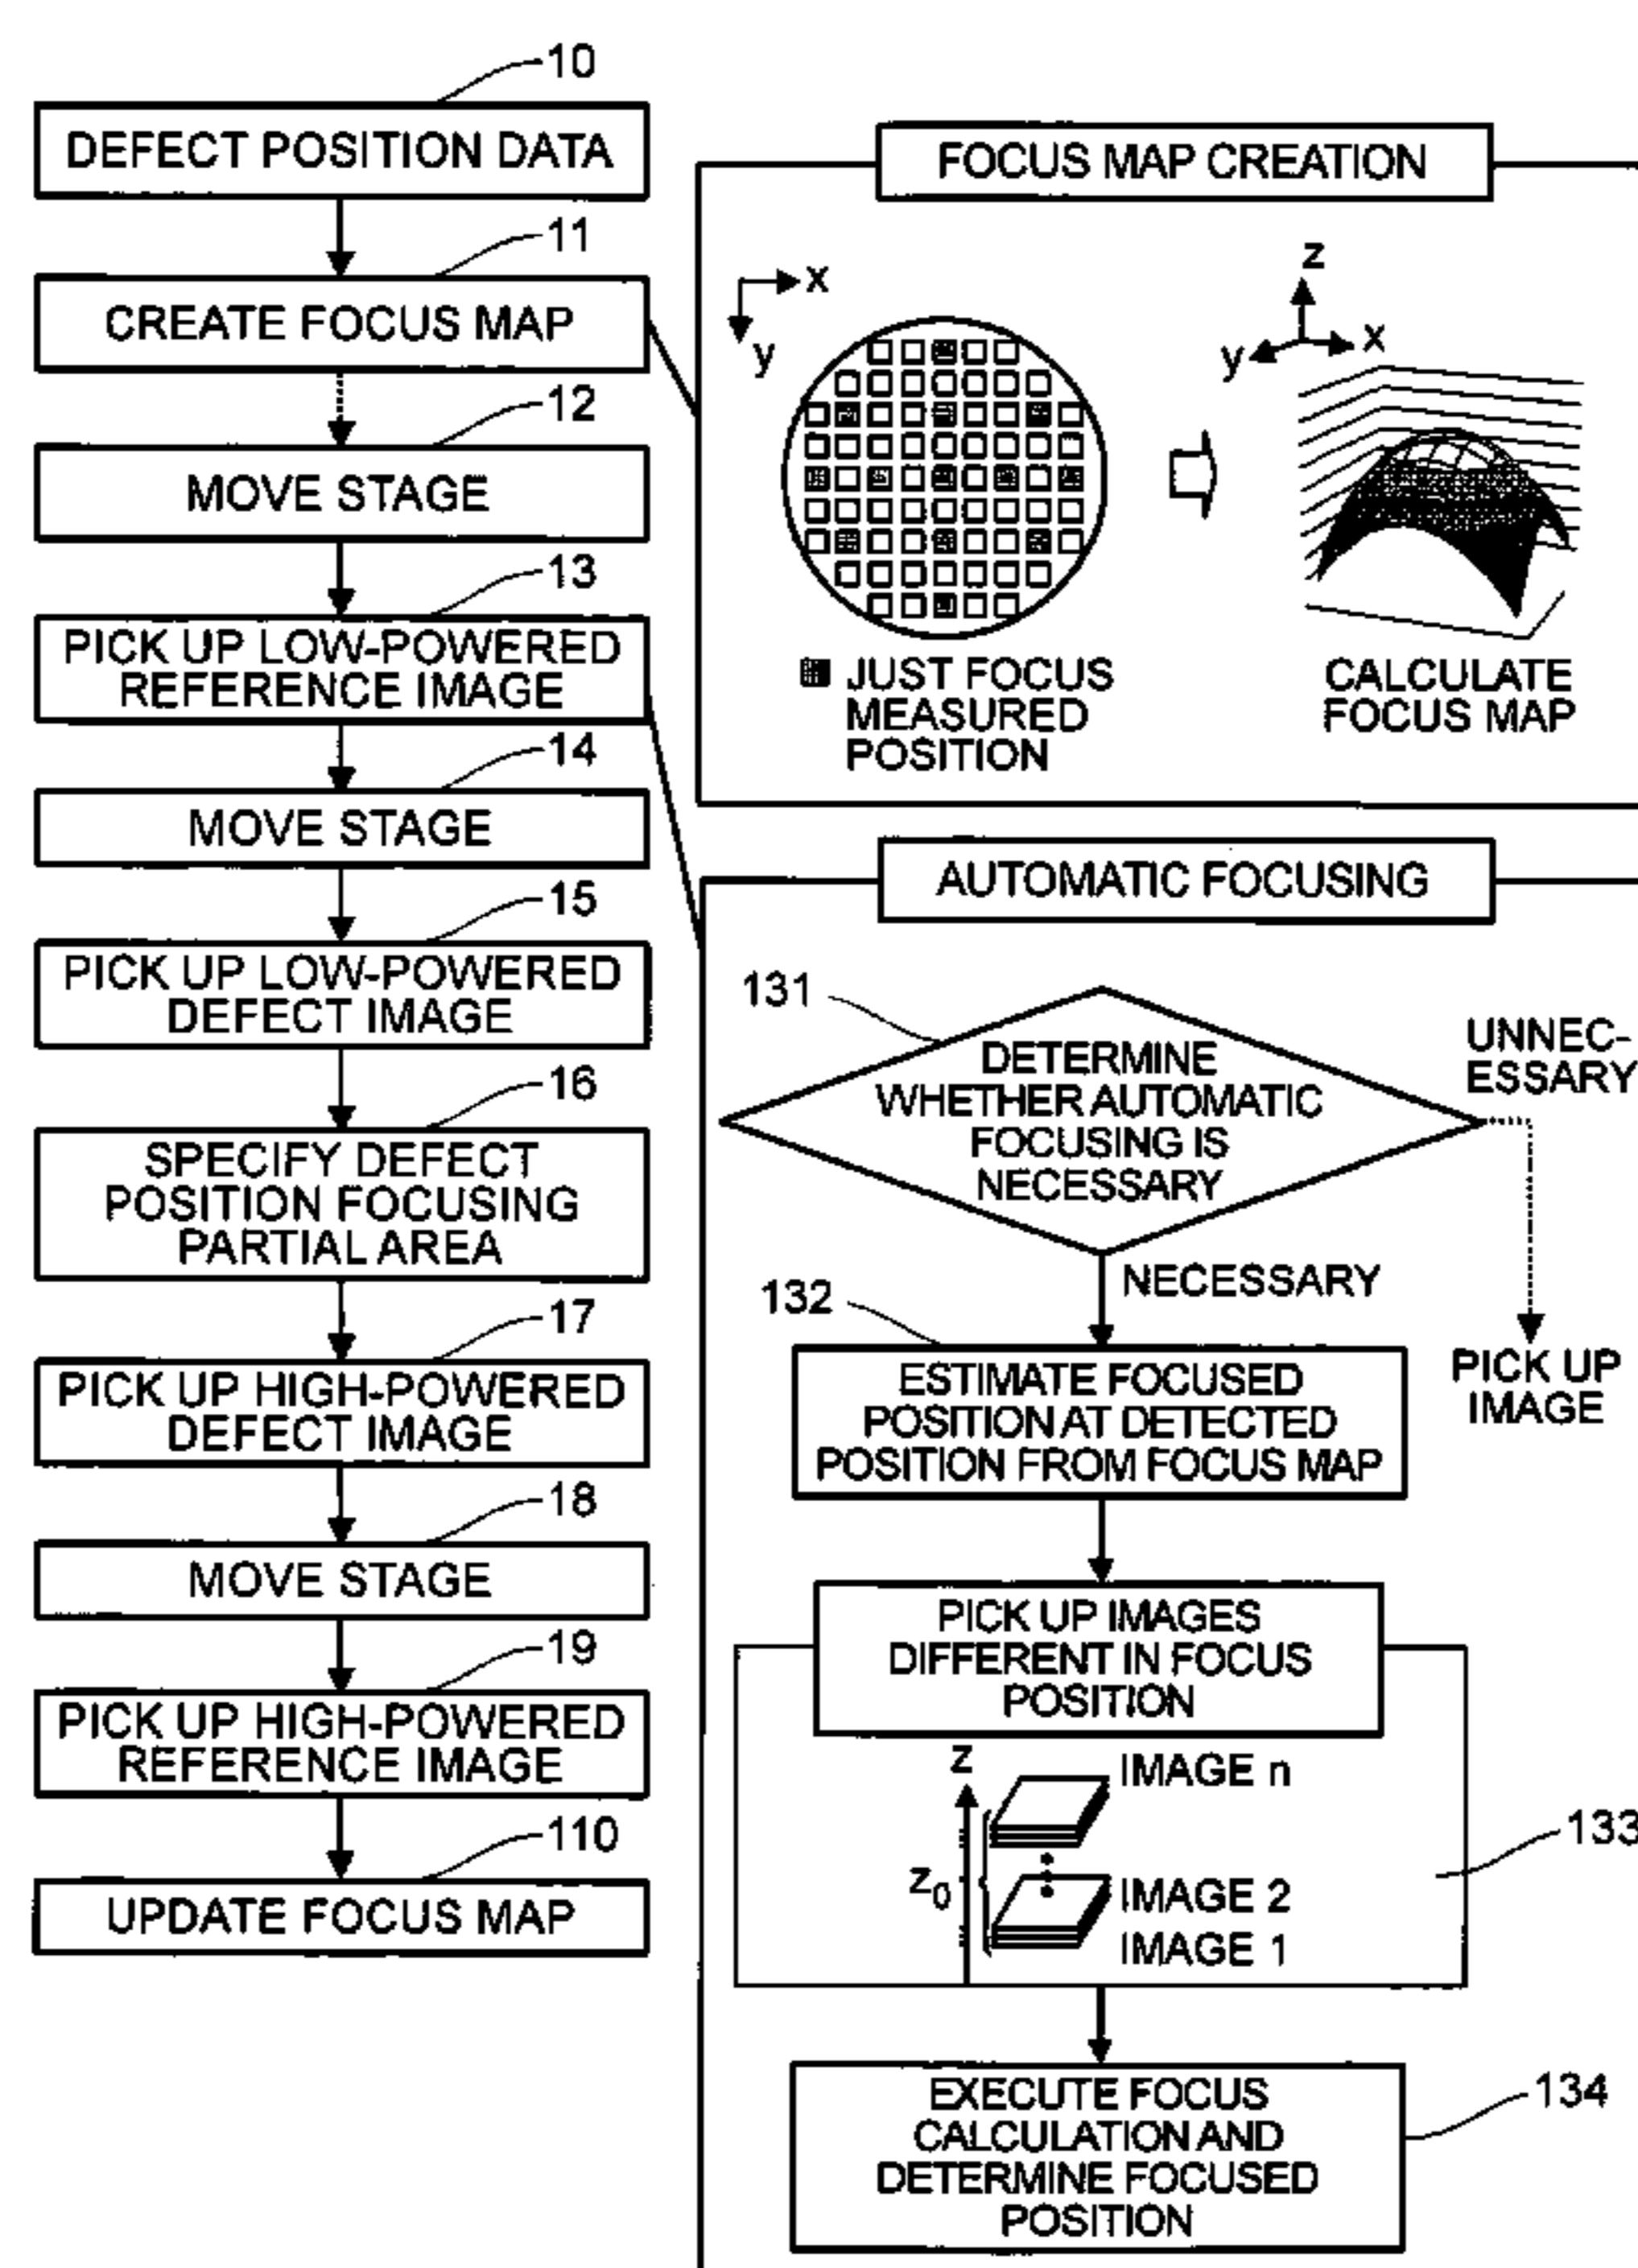 10
DEFECT POSITION DATA
11
CREATE FOCUS MAP
12
MOVE STAGE
13
PICK UP LOW-POWERED
REFERENCE IMAGE
14
MOVE STAGE
15
PICK UP LOW-POWERED
DEFECT IMAGE
16
SPECIFY DEFECT
POSITION FOCUSING
PARTIAL AREA
17
PICK UP HIGH-POWERED
DEFECT IMAGE
18
MOVE STAGE
19
PICK UP HIGH-POWERED
REFERENCE IMAGE
110
UPDATE FOCUS MAP
FOCUS MAP CREATION
x
y
z
y
x
JUST FOCUS
MEASURED
POSITION
CALCULATE
FOCUS MAP
AUTOMATIC FOCUSING
131
DETERMINE
WHETHER AUTOMATIC
FOCUSING IS
NECESSARY
UNNEC-
ESSARY
NECESSARY
PICK UP
IMAGE
132
ESTIMATE FOCUSED
POSITION AT DETECTED
POSITION FROM FOCUS MAP
PICK UP IMAGES
DIFFERENT IN FOCUS
POSITION
z
IMAGE n
z0
IMAGE 2
IMAGE 1
133
EXECUTE FOCUS
CALCULATION AND
DETERMINE FOCUSED
POSITION
134